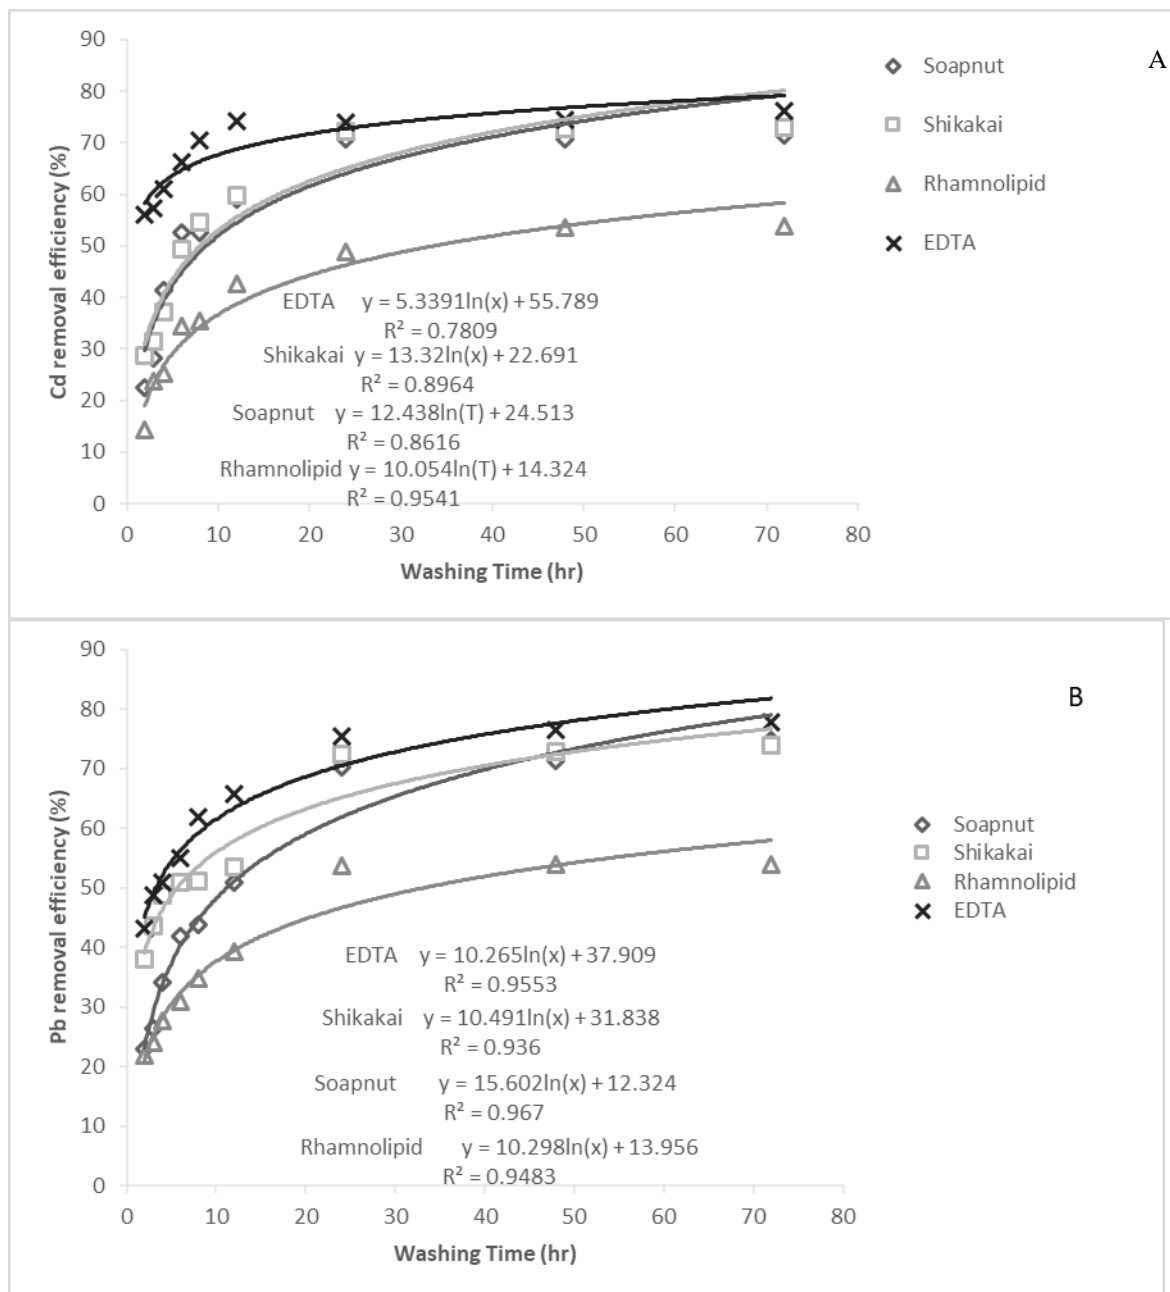 A
90
80
70
60
50
40
30
20
10
0
Cd removal efficiency (%)
Soapnut
Shikakai
Rhamnolipid
EDTA
EDTA y = 5.3391ln(x) + 55.789
R² = 0.7809
Shikakai y = 13.32ln(x) + 22.691
R² = 0.8964
Soapnut y = 12.438ln(T) + 24.513
R² = 0.8616
Rhamnolipid y = 10.054ln(T) + 14.324
R² = 0.9541
0 10 20 30 40 50 60 70 80
Washing Time (hr)
B
90
80
70
60
50
40
30
20
10
0
Pb removal efficiency (%)
Soapnut
Shikakai
Rhamnolipid
EDTA
EDTA y = 10.265ln(x) + 37.909
R² = 0.9553
Shikakai y = 10.491ln(x) + 31.838
R² = 0.936
Soapnut y = 15.602ln(x) + 12.324
R² = 0.967
Rhamnolipid y = 10.298ln(x) + 13.956
R² = 0.9483
0 10 20 30 40 50 60 70 80
Washing Time (hr)